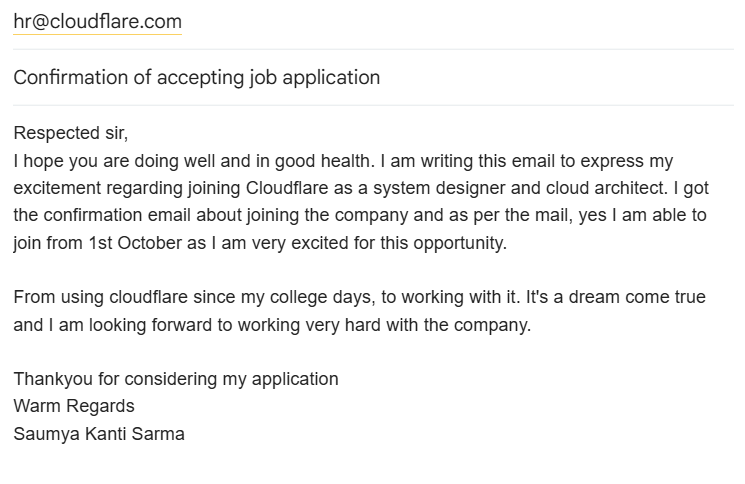 hr@cloudflare.com
Confirmation of accepting job application
Respected sir,
I hope you are doing well and in good health. I am writing this email to express my
excitement regarding joining Cloudflare as a system designer and cloud architect. I got
the confirmation email about joining the company and as per the mail, yes I am able to
join from 1st October as I am very excited for this opportunity.
From using cloudflare since my college days, to working with it. It's a dream come true
and I am looking forward to working very hard with the company.
Thankyou for considering my application
Warm Regards
Saumya Kanti Sarma